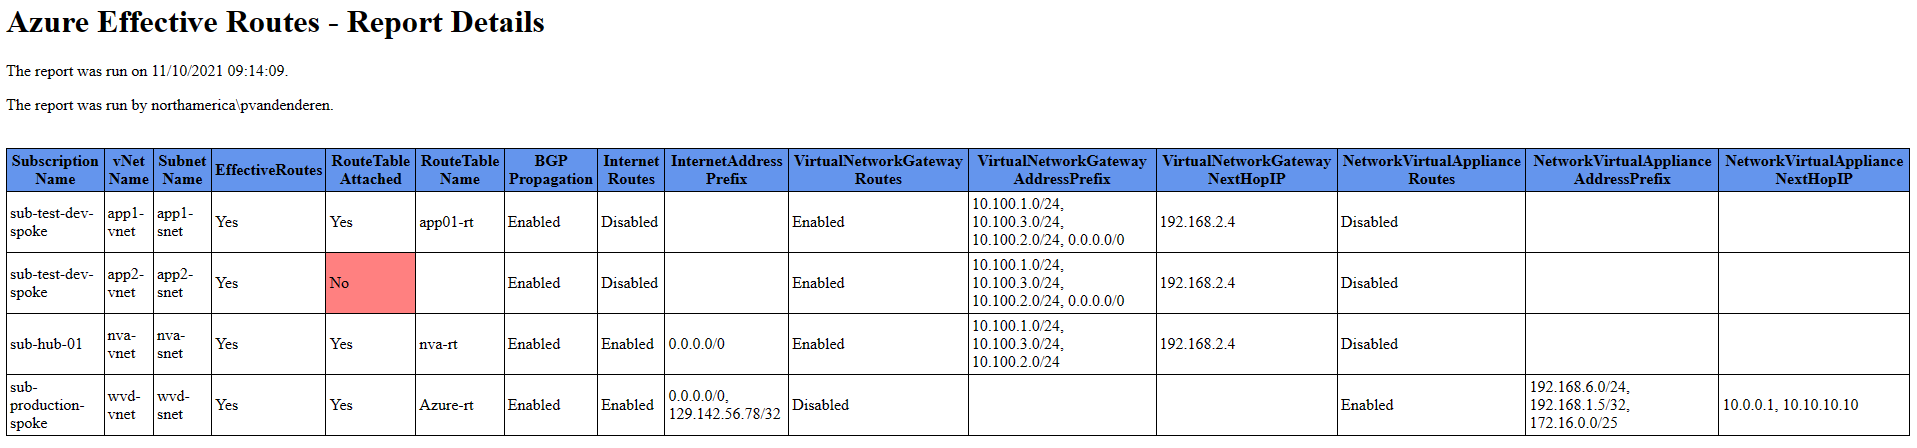 Azure Effective Routes - Report Details
The report was run on 11/10/2021 09:14:09.
The report was run by northamerica\pvandenderen.
Subscription Name vNet Name Subnet Name EffectiveRoutes RouteTable Attached RouteTable Name BGP Propagation Internet Routes InternetAddress Prefix VirtualNetworkGateway Routes VirtualNetworkGateway AddressPrefix VirtualNetworkGateway NextHopIP NetworkVirtualAppliance Routes NetworkVirtualAppliance AddressPrefix NetworkVirtualAppliance NextHopIP
sub-test-dev-spoke app1-vnet app1-snet Yes Yes app01-rt Enabled Disabled Enabled 10.100.1.0/24, 10.100.3.0/24, 10.100.2.0/24, 0.0.0.0/0 192.168.2.4 Disabled
sub-test-dev-spoke app2-vnet app2-snet Yes No Enabled Disabled Enabled 10.100.1.0/24, 10.100.3.0/24, 10.100.2.0/24, 0.0.0.0/0 192.168.2.4 Disabled
sub-hub-01 nva-vnet nva-snet Yes Yes nva-rt Enabled Enabled 0.0.0.0/0 Enabled 10.100.1.0/24, 10.100.3.0/24, 10.100.2.0/24 192.168.2.4 Disabled
sub-production-spoke wvd-vnet wvd-snet Yes Yes Azure-rt Enabled Enabled 0.0.0.0/0, 129.142.56.78/32 Disabled Enabled 192.168.6.0/24, 192.168.1.5/32, 172.16.0.0/25 10.0.0.1, 10.10.10.10